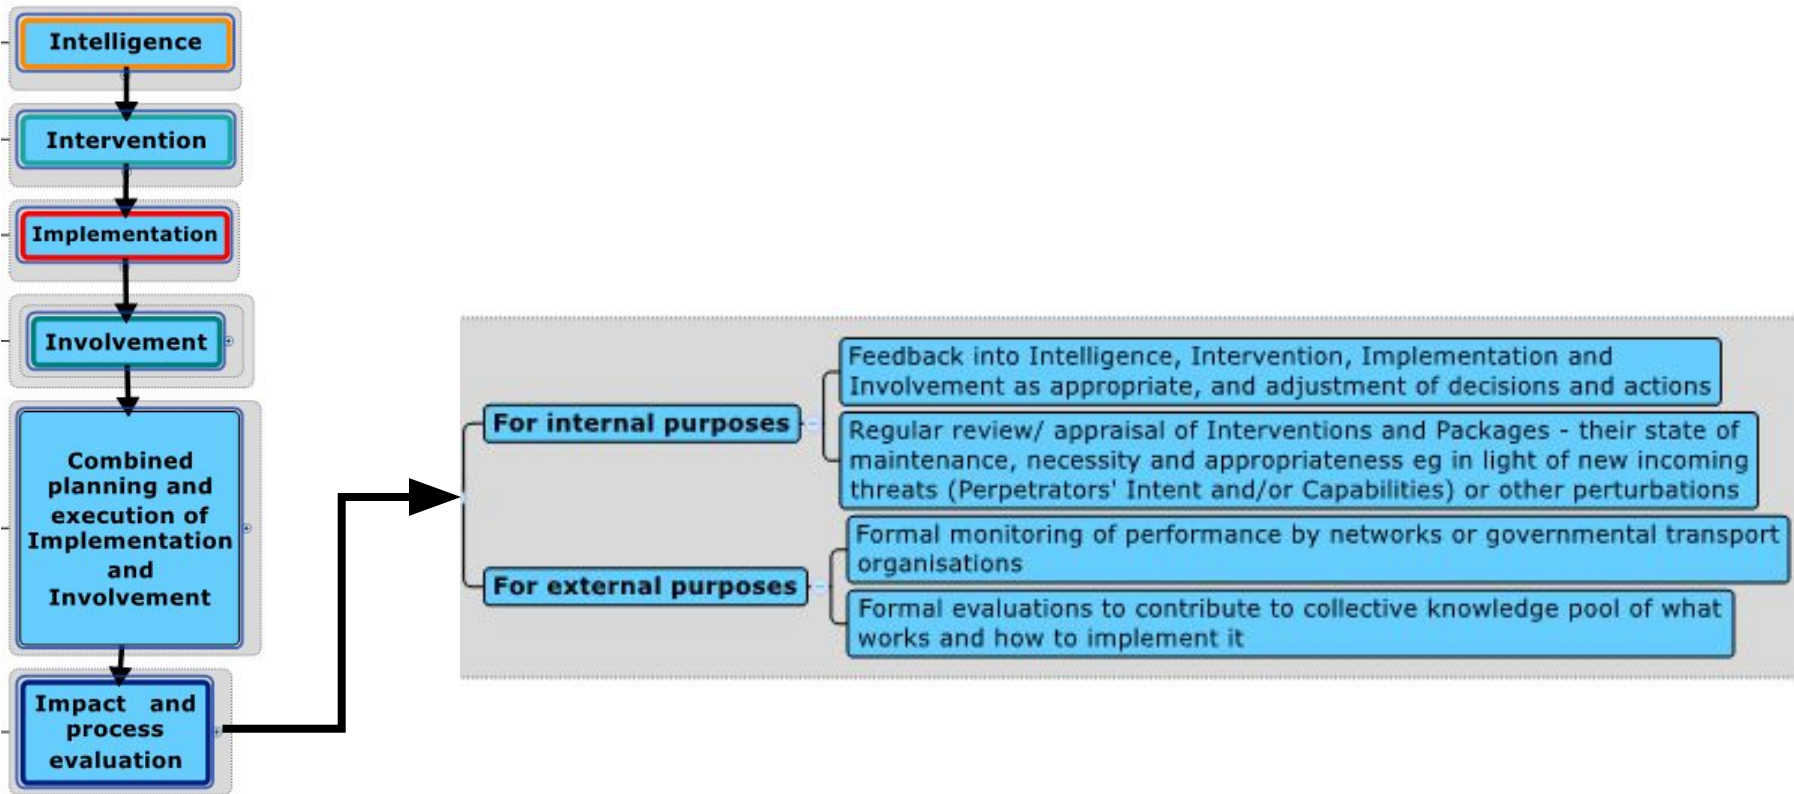 Intelligence
Intervention
Implementation
Involvement
Combined
planning and
execution of
Implementation
and
Involvement
Impact and
process
evaluation
For internal purposes
Feedback into Intelligence, Intervention, Implementation and
Involvement as appropriate, and adjustment of decisions and actions
Regular review/ appraisal of Interventions and Packages - their state of
maintenance, necessity and appropriateness eg in light of new incoming
threats (Perpetrators' Intent and/or Capabilities) or other perturbations
For external purposes
Formal monitoring of performance by networks or governmental transport
organisations
Formal evaluations to contribute to collective knowledge pool of what
works and how to implement it